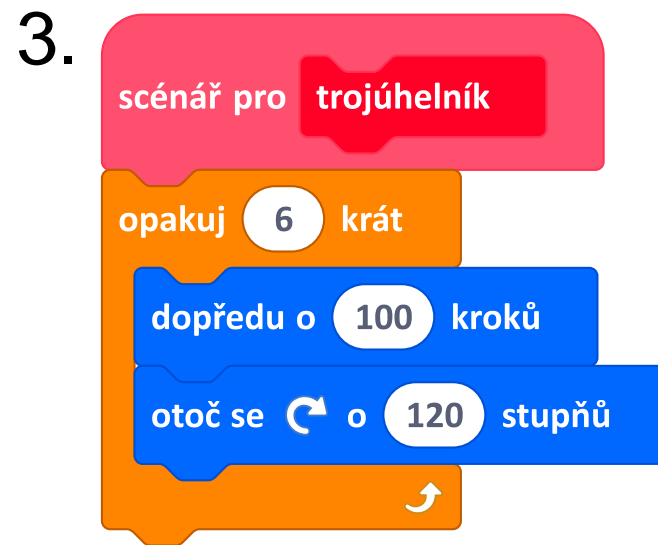 3.
scénář pro trojúhelník
opakuj 6 krát
dopředu o 100 kroků
otoč se o 120 stupňů